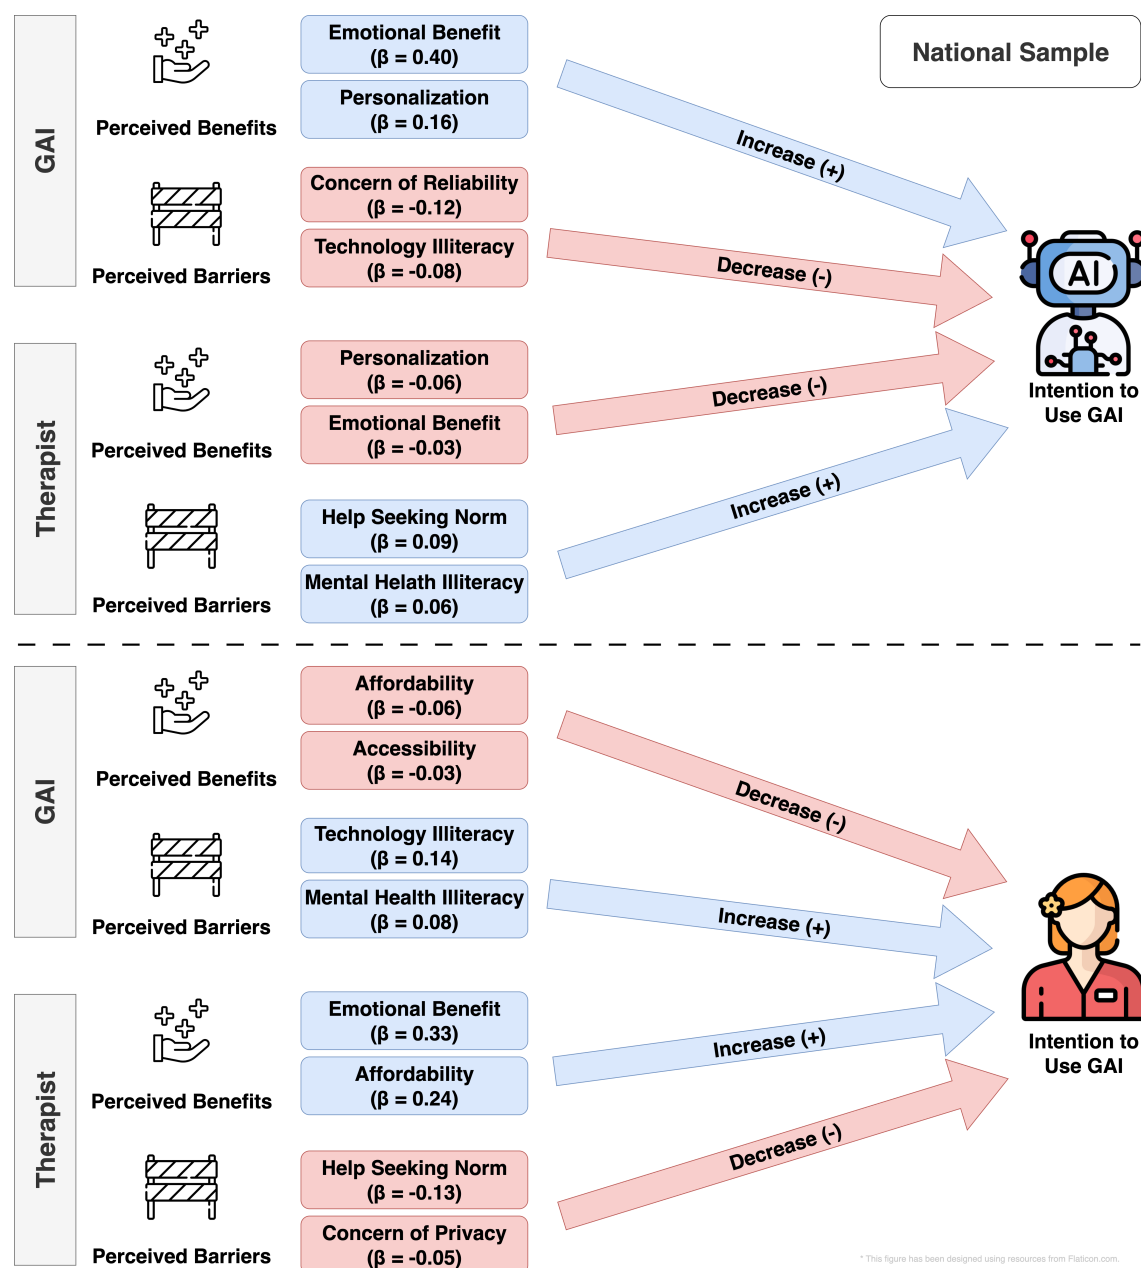 National Sample
GAI
Perceived Benefits
Emotional Benefit
(β = 0.40)
Personalization
(β = 0.16)
Increase (+)
Perceived Barriers
Concern of Reliability
(β = -0.12)
Technology Illiteracy
(β = -0.08)
Decrease (-)
Therapist
Perceived Benefits
Personalization
(β = -0.06)
Emotional Benefit
(β = -0.03)
Decrease (-)
Perceived Barriers
Help Seeking Norm
(β = 0.09)
Mental Helath Illiteracy
(β = 0.06)
Increase (+)
AI
Intention to
Use GAI
GAI
Perceived Benefits
Affordability
(β = -0.06)
Accessibility
(β = -0.03)
Decrease (-)
Perceived Barriers
Technology Illiteracy
(β = 0.14)
Mental Health Illiteracy
(β = 0.08)
Increase (+)
Therapist
Perceived Benefits
Emotional Benefit
(β = 0.33)
Affordability
(β = 0.24)
Increase (+)
Perceived Barriers
Help Seeking Norm
(β = -0.13)
Concern of Privacy
(β = -0.05)
Decrease (-)
Intention to
Use GAI
* This figure has been designed using resources from Flaticon.com.